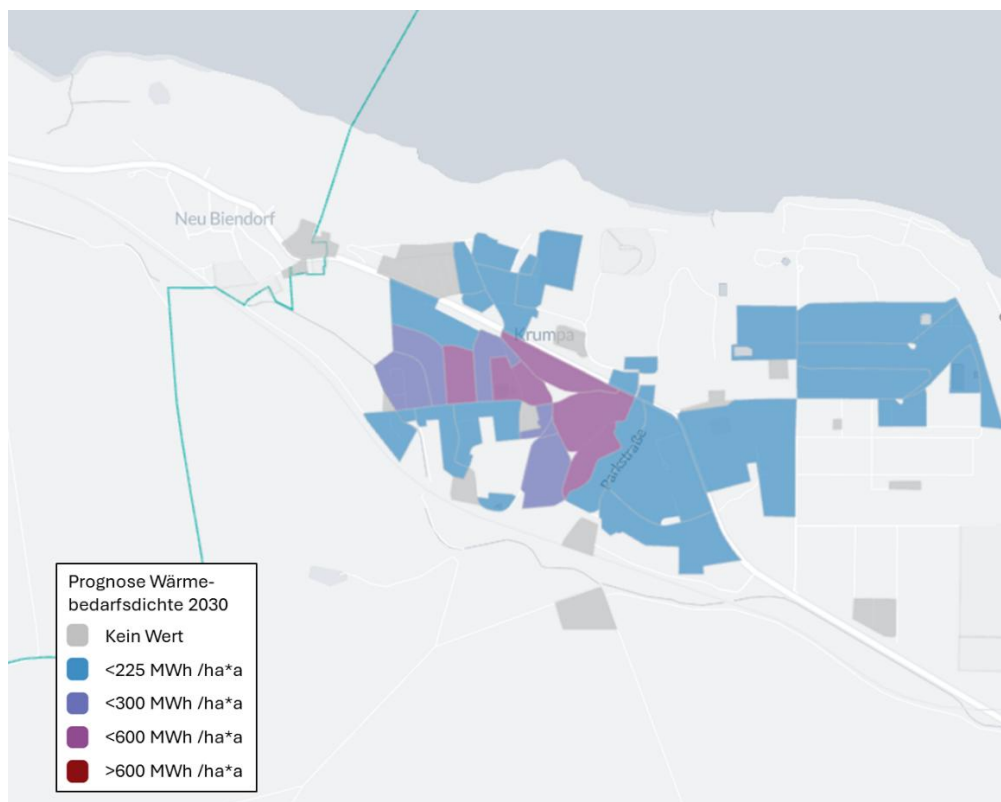 Neu Biendorf
Krumpa
Parkstraße
Prognose Wärme-
bedarfsdichte 2030
Kein Wert
<225 MWh /ha*a
<300 MWh /ha*a
<600 MWh /ha*a
>600 MWh /ha*a